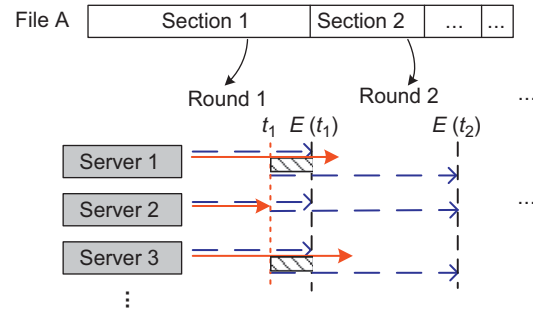 File A Section 1 Section 2 ... ...
Round 1 Round 2 ...
t1 E (t1) E (t2)
Server 1
Server 2 ...
Server 3
⋮